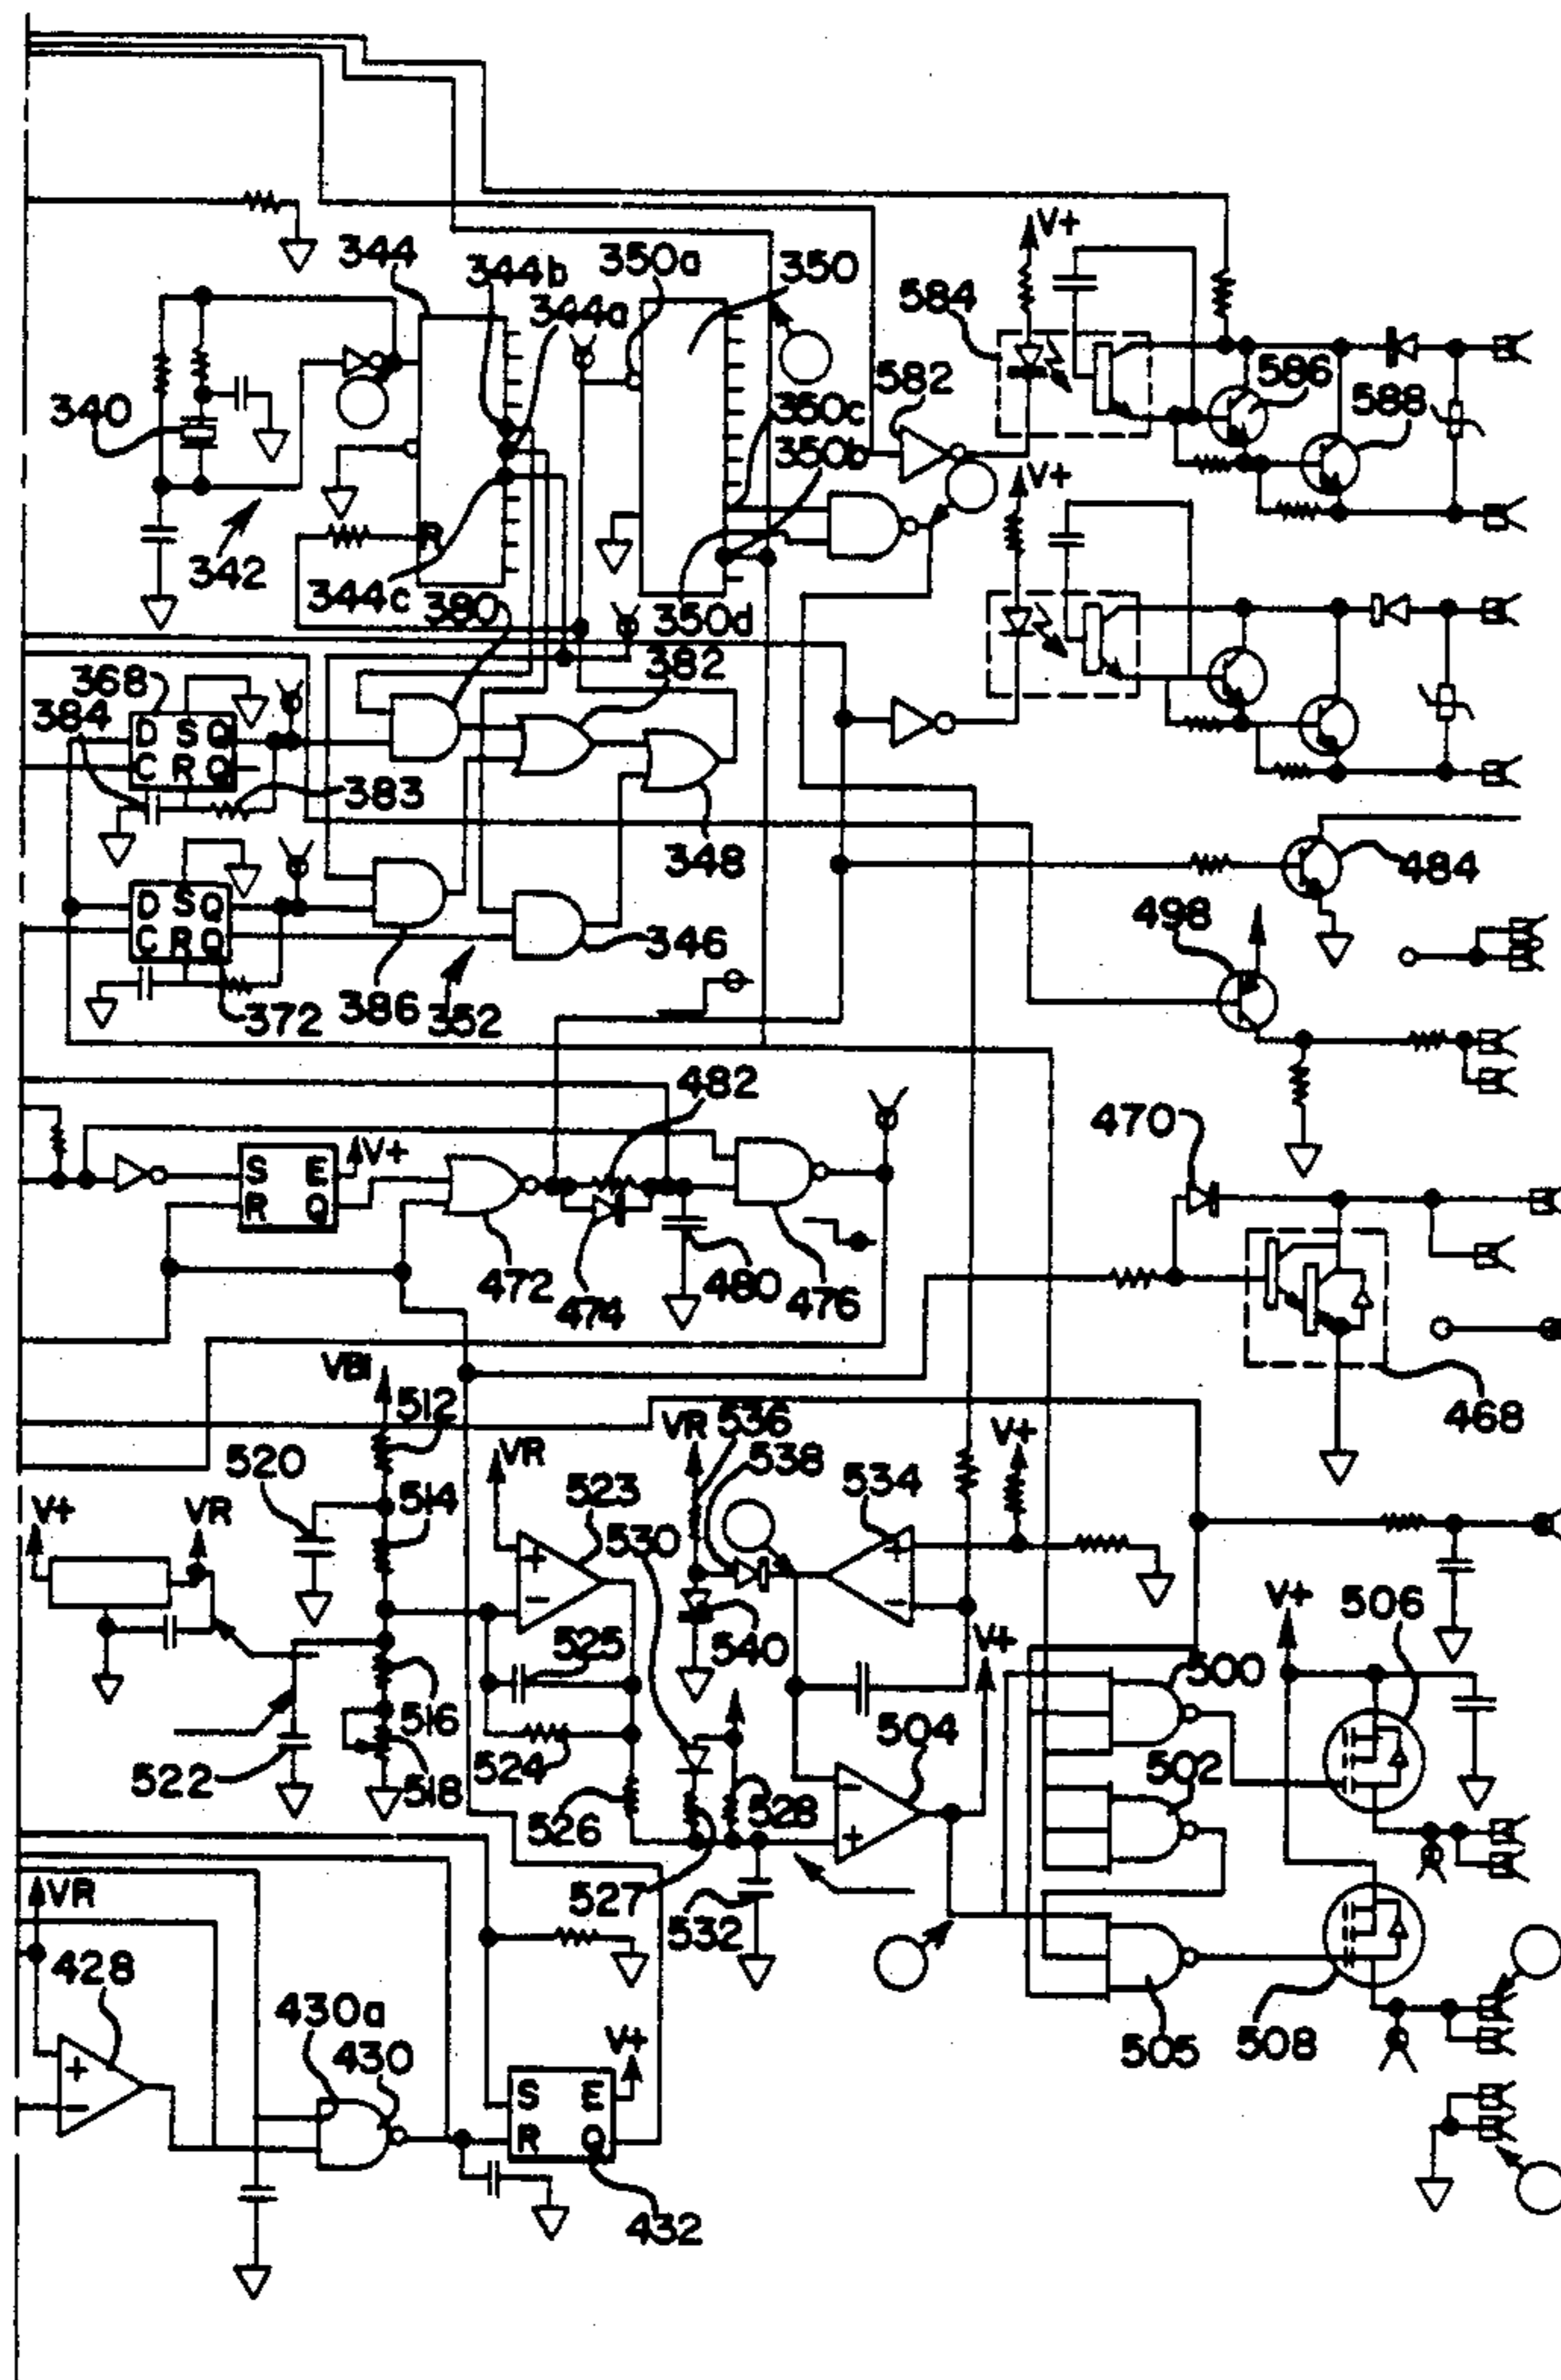 V+
344
344b
350a
350
584
344a
582
586
340
350c
588
350b
V+
R
342
344c
380
350d
368
382
384
D S Q
C R Q
383
348
484
498
D S Q
C R Q
346
372
386
352
482
470
S E V+
R Q
472
474
480
476
VB1
468
512
VR
536
V+
520
VR
538
534
514
523
V+
VR
530
+
+
-
-
V+
506
540
V+
525
500
516
504
524
502
522
518
-
526
528
+
527
VR
532
428
430a
V+
505
508
430
+
S E
-
R Q
432